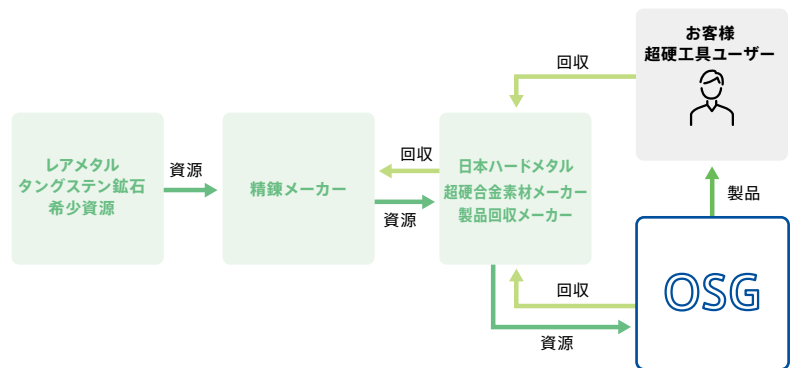 レアメタル
タングステン鉱石
希少資源
資源
精錬メーカー
回収
資源
日本ハードメタル
超硬合金素材メーカー
製品回収メーカー
回収
お客様
超硬工具ユーザー
製品
回収
資源
OSG